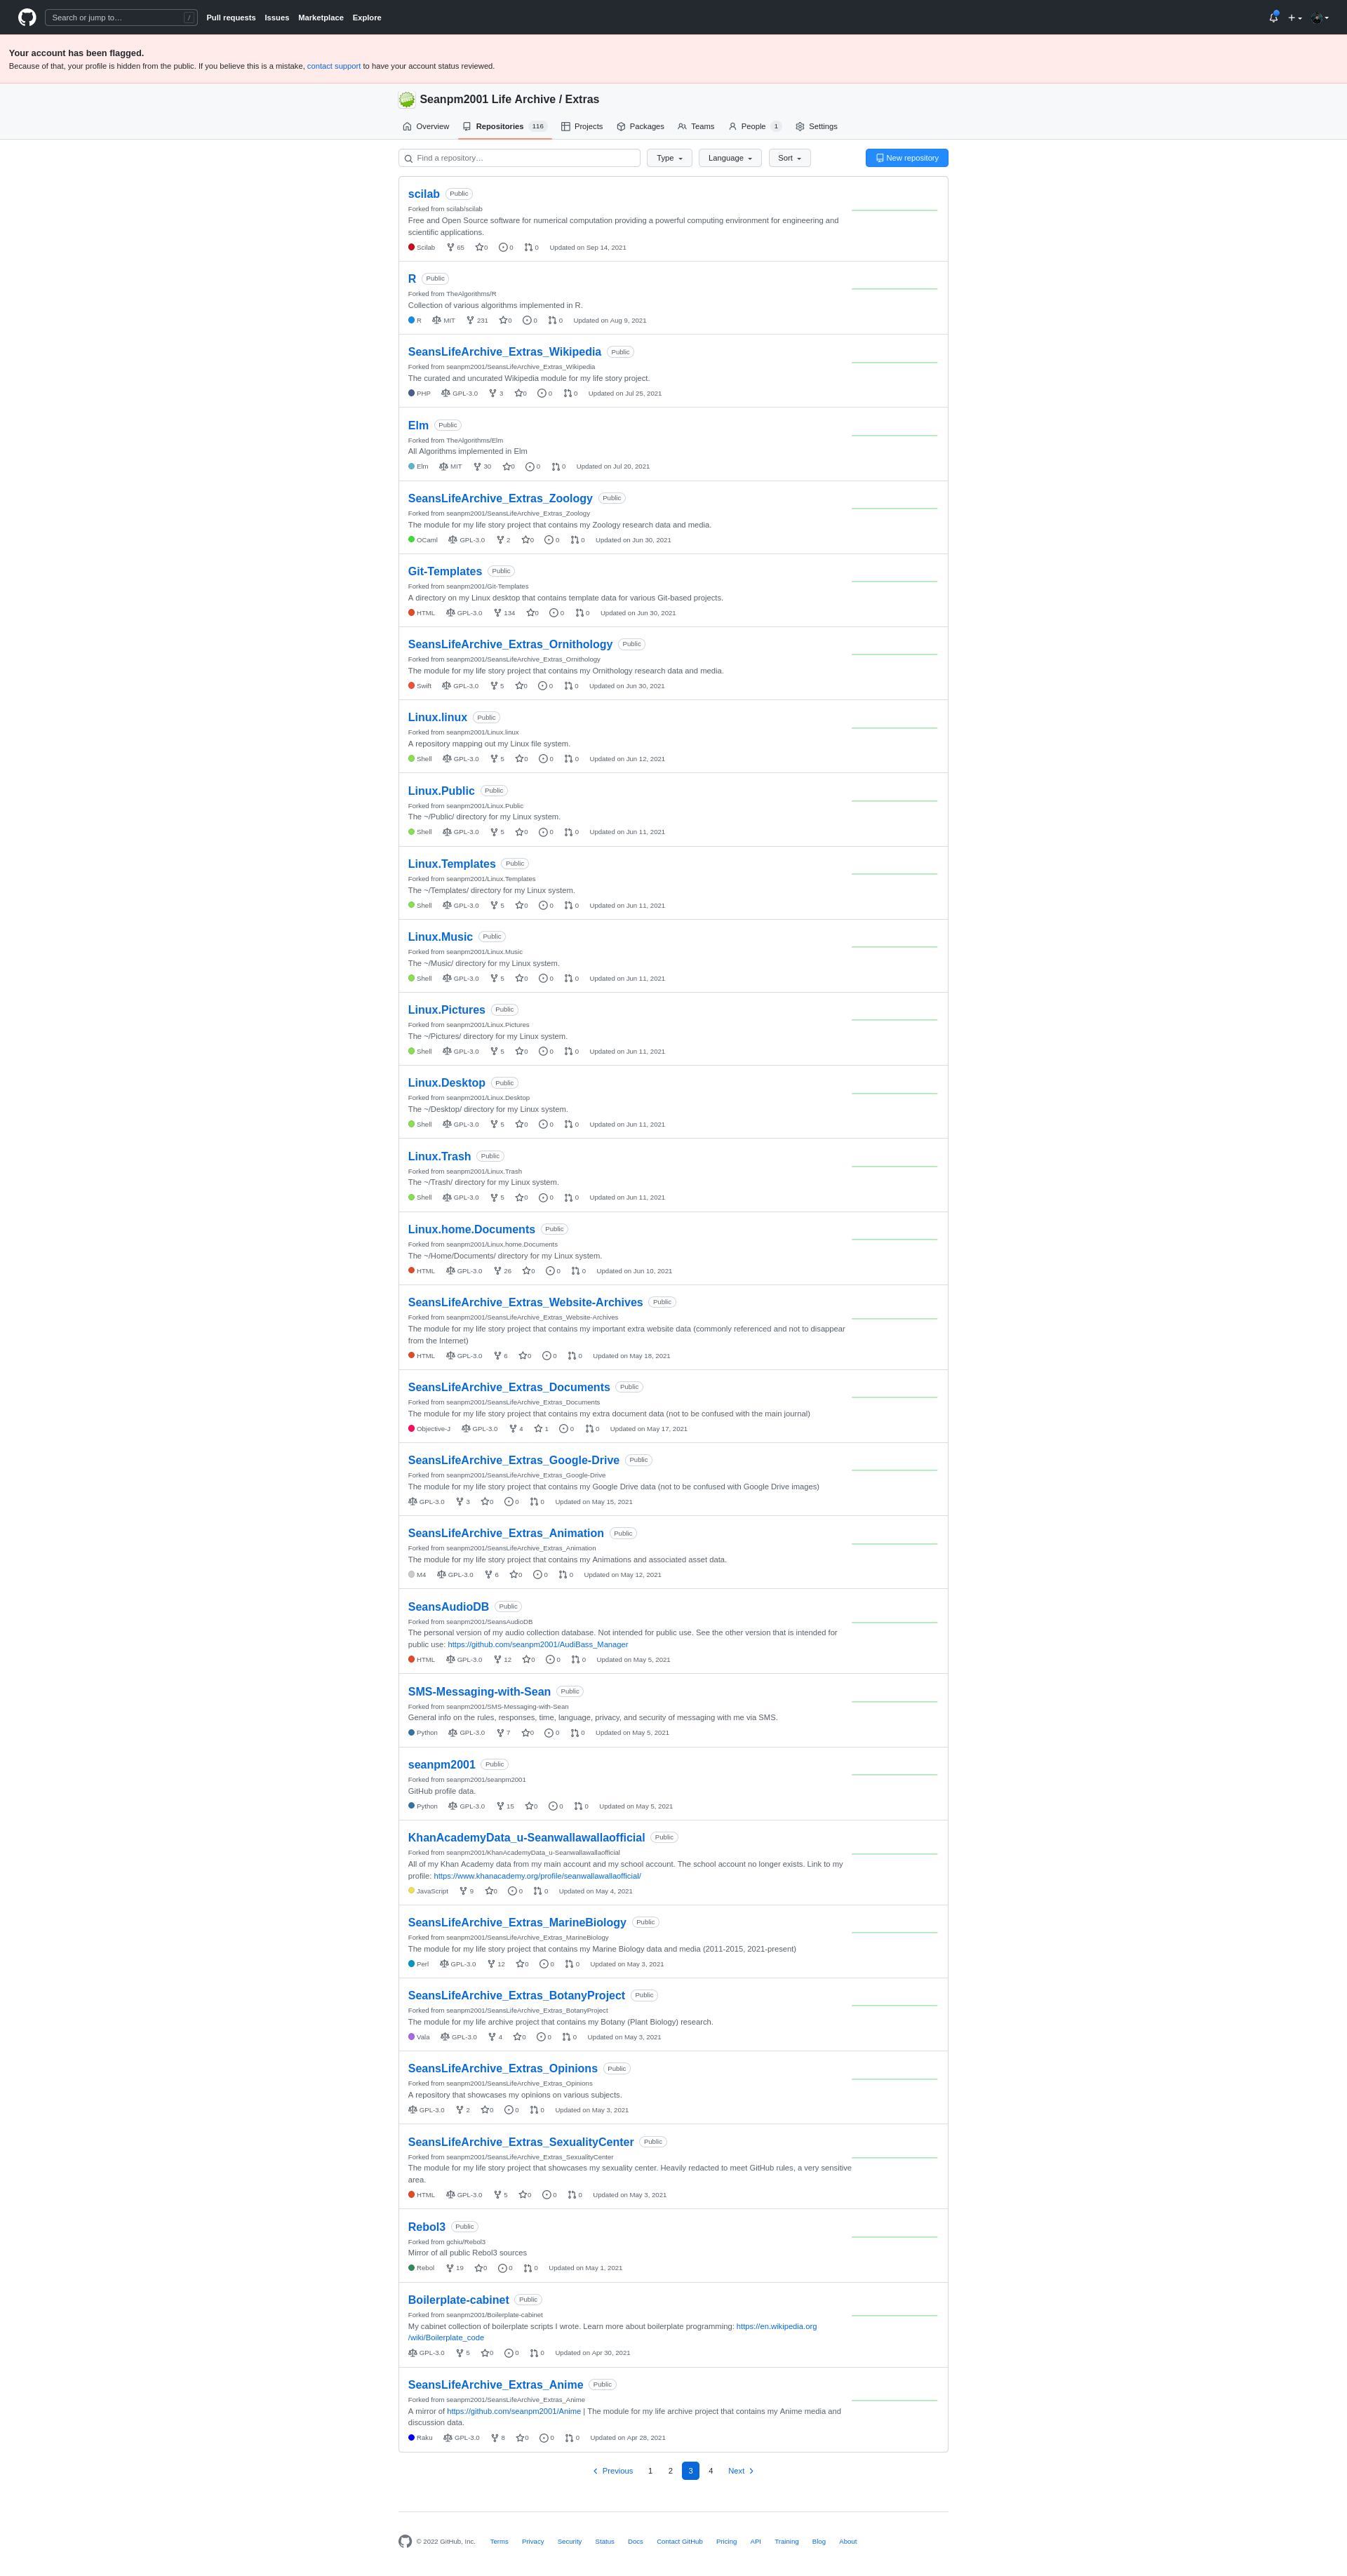 Search or jump to… /
Pull requests Issues Marketplace Explore
Your account has been flagged.
Because of that, your profile is hidden from the public. If you believe this is a mistake, contact support to have your account status reviewed.
Seanpm2001 Life Archive / Extras
Overview Repositories 116 Projects Packages Teams People 1 Settings
Find a repository… Type Language Sort New repository
scilab Public
Forked from scilab/scilab
Free and Open Source software for numerical computation providing a powerful computing environment for engineering and
scientific applications.
Scilab 65 0 0 0 Updated on Sep 14, 2021
R Public
Forked from TheAlgorithms/R
Collection of various algorithms implemented in R.
R MIT 231 0 0 0 Updated on Aug 9, 2021
SeansLifeArchive_Extras_Wikipedia Public
Forked from seanpm2001/SeansLifeArchive_Extras_Wikipedia
The curated and uncurated Wikipedia module for my life story project.
PHP GPL-3.0 3 0 0 0 Updated on Jul 25, 2021
Elm Public
Forked from TheAlgorithms/Elm
All Algorithms implemented in Elm
Elm MIT 30 0 0 0 Updated on Jul 20, 2021
SeansLifeArchive_Extras_Zoology Public
Forked from seanpm2001/SeansLifeArchive_Extras_Zoology
The module for my life story project that contains my Zoology research data and media.
OCaml GPL-3.0 2 0 0 0 Updated on Jun 30, 2021
Git-Templates Public
Forked from seanpm2001/Git-Templates
A directory on my Linux desktop that contains template data for various Git-based projects.
HTML GPL-3.0 134 0 0 0 Updated on Jun 30, 2021
SeansLifeArchive_Extras_Ornithology Public
Forked from seanpm2001/SeansLifeArchive_Extras_Ornithology
The module for my life story project that contains my Ornithology research data and media.
Swift GPL-3.0 5 0 0 0 Updated on Jun 30, 2021
Linux.linux Public
Forked from seanpm2001/Linux.linux
A repository mapping out my Linux file system.
Shell GPL-3.0 5 0 0 0 Updated on Jun 12, 2021
Linux.Public Public
Forked from seanpm2001/Linux.Public
The ~/Public/ directory for my Linux system.
Shell GPL-3.0 5 0 0 0 Updated on Jun 11, 2021
Linux.Templates Public
Forked from seanpm2001/Linux.Templates
The ~/Templates/ directory for my Linux system.
Shell GPL-3.0 5 0 0 0 Updated on Jun 11, 2021
Linux.Music Public
Forked from seanpm2001/Linux.Music
The ~/Music/ directory for my Linux system.
Shell GPL-3.0 5 0 0 0 Updated on Jun 11, 2021
Linux.Pictures Public
Forked from seanpm2001/Linux.Pictures
The ~/Pictures/ directory for my Linux system.
Shell GPL-3.0 5 0 0 0 Updated on Jun 11, 2021
Linux.Desktop Public
Forked from seanpm2001/Linux.Desktop
The ~/Desktop/ directory for my Linux system.
Shell GPL-3.0 5 0 0 0 Updated on Jun 11, 2021
Linux.Trash Public
Forked from seanpm2001/Linux.Trash
The ~/Trash/ directory for my Linux system.
Shell GPL-3.0 5 0 0 0 Updated on Jun 11, 2021
Linux.home.Documents Public
Forked from seanpm2001/Linux.home.Documents
The ~/Home/Documents/ directory for my Linux system.
HTML GPL-3.0 26 0 0 0 Updated on Jun 10, 2021
SeansLifeArchive_Extras_Website-Archives Public
Forked from seanpm2001/SeansLifeArchive_Extras_Website-Archives
The module for my life story project that contains my important extra website data (commonly referenced and not to disappear
from the Internet)
HTML GPL-3.0 6 0 0 0 Updated on May 18, 2021
SeansLifeArchive_Extras_Documents Public
Forked from seanpm2001/SeansLifeArchive_Extras_Documents
The module for my life story project that contains my extra document data (not to be confused with the main journal)
Objective-J GPL-3.0 4 1 0 0 Updated on May 17, 2021
SeansLifeArchive_Extras_Google-Drive Public
Forked from seanpm2001/SeansLifeArchive_Extras_Google-Drive
The module for my life story project that contains my Google Drive data (not to be confused with Google Drive images)
GPL-3.0 3 0 0 0 Updated on May 15, 2021
SeansLifeArchive_Extras_Animation Public
Forked from seanpm2001/SeansLifeArchive_Extras_Animation
The module for my life story project that contains my Animations and associated asset data.
M4 GPL-3.0 6 0 0 0 Updated on May 12, 2021
SeansAudioDB Public
Forked from seanpm2001/SeansAudioDB
The personal version of my audio collection database. Not intended for public use. See the other version that is intended for
public use: https://github.com/seanpm2001/AudiBass_Manager
HTML GPL-3.0 12 0 0 0 Updated on May 5, 2021
SMS-Messaging-with-Sean Public
Forked from seanpm2001/SMS-Messaging-with-Sean
General info on the rules, responses, time, language, privacy, and security of messaging with me via SMS.
Python GPL-3.0 7 0 0 0 Updated on May 5, 2021
seanpm2001 Public
Forked from seanpm2001/seanpm2001
GitHub profile data.
Python GPL-3.0 15 0 0 0 Updated on May 5, 2021
KhanAcademyData_u-Seanwallawallaofficial Public
Forked from seanpm2001/KhanAcademyData_u-Seanwallawallaofficial
All of my Khan Academy data from my main account and my school account. The school account no longer exists. Link to my
profile: https://www.khanacademy.org/profile/seanwallawallaofficial/
JavaScript 9 0 0 0 Updated on May 4, 2021
SeansLifeArchive_Extras_MarineBiology Public
Forked from seanpm2001/SeansLifeArchive_Extras_MarineBiology
The module for my life story project that contains my Marine Biology data and media (2011-2015, 2021-present)
Perl GPL-3.0 12 0 0 0 Updated on May 3, 2021
SeansLifeArchive_Extras_BotanyProject Public
Forked from seanpm2001/SeansLifeArchive_Extras_BotanyProject
The module for my life archive project that contains my Botany (Plant Biology) research.
Vala GPL-3.0 4 0 0 0 Updated on May 3, 2021
SeansLifeArchive_Extras_Opinions Public
Forked from seanpm2001/SeansLifeArchive_Extras_Opinions
A repository that showcases my opinions on various subjects.
GPL-3.0 2 0 0 0 Updated on May 3, 2021
SeansLifeArchive_Extras_SexualityCenter Public
Forked from seanpm2001/SeansLifeArchive_Extras_SexualityCenter
The module for my life story project that showcases my sexuality center. Heavily redacted to meet GitHub rules, a very sensitive
area.
HTML GPL-3.0 5 0 0 0 Updated on May 3, 2021
Rebol3 Public
Forked from gchiu/Rebol3
Mirror of all public Rebol3 sources
Rebol 19 0 0 0 Updated on May 1, 2021
Boilerplate-cabinet Public
Forked from seanpm2001/Boilerplate-cabinet
My cabinet collection of boilerplate scripts I wrote. Learn more about boilerplate programming: https://en.wikipedia.org
/wiki/Boilerplate_code
GPL-3.0 5 0 0 0 Updated on Apr 30, 2021
SeansLifeArchive_Extras_Anime Public
Forked from seanpm2001/SeansLifeArchive_Extras_Anime
A mirror of https://github.com/seanpm2001/Anime | The module for my life archive project that contains my Anime media and
discussion data.
Raku GPL-3.0 8 0 0 0 Updated on Apr 28, 2021
Previous 1 2 3 4 Next
© 2022 GitHub, Inc. Terms Privacy Security Status Docs Contact GitHub Pricing API Training Blog About